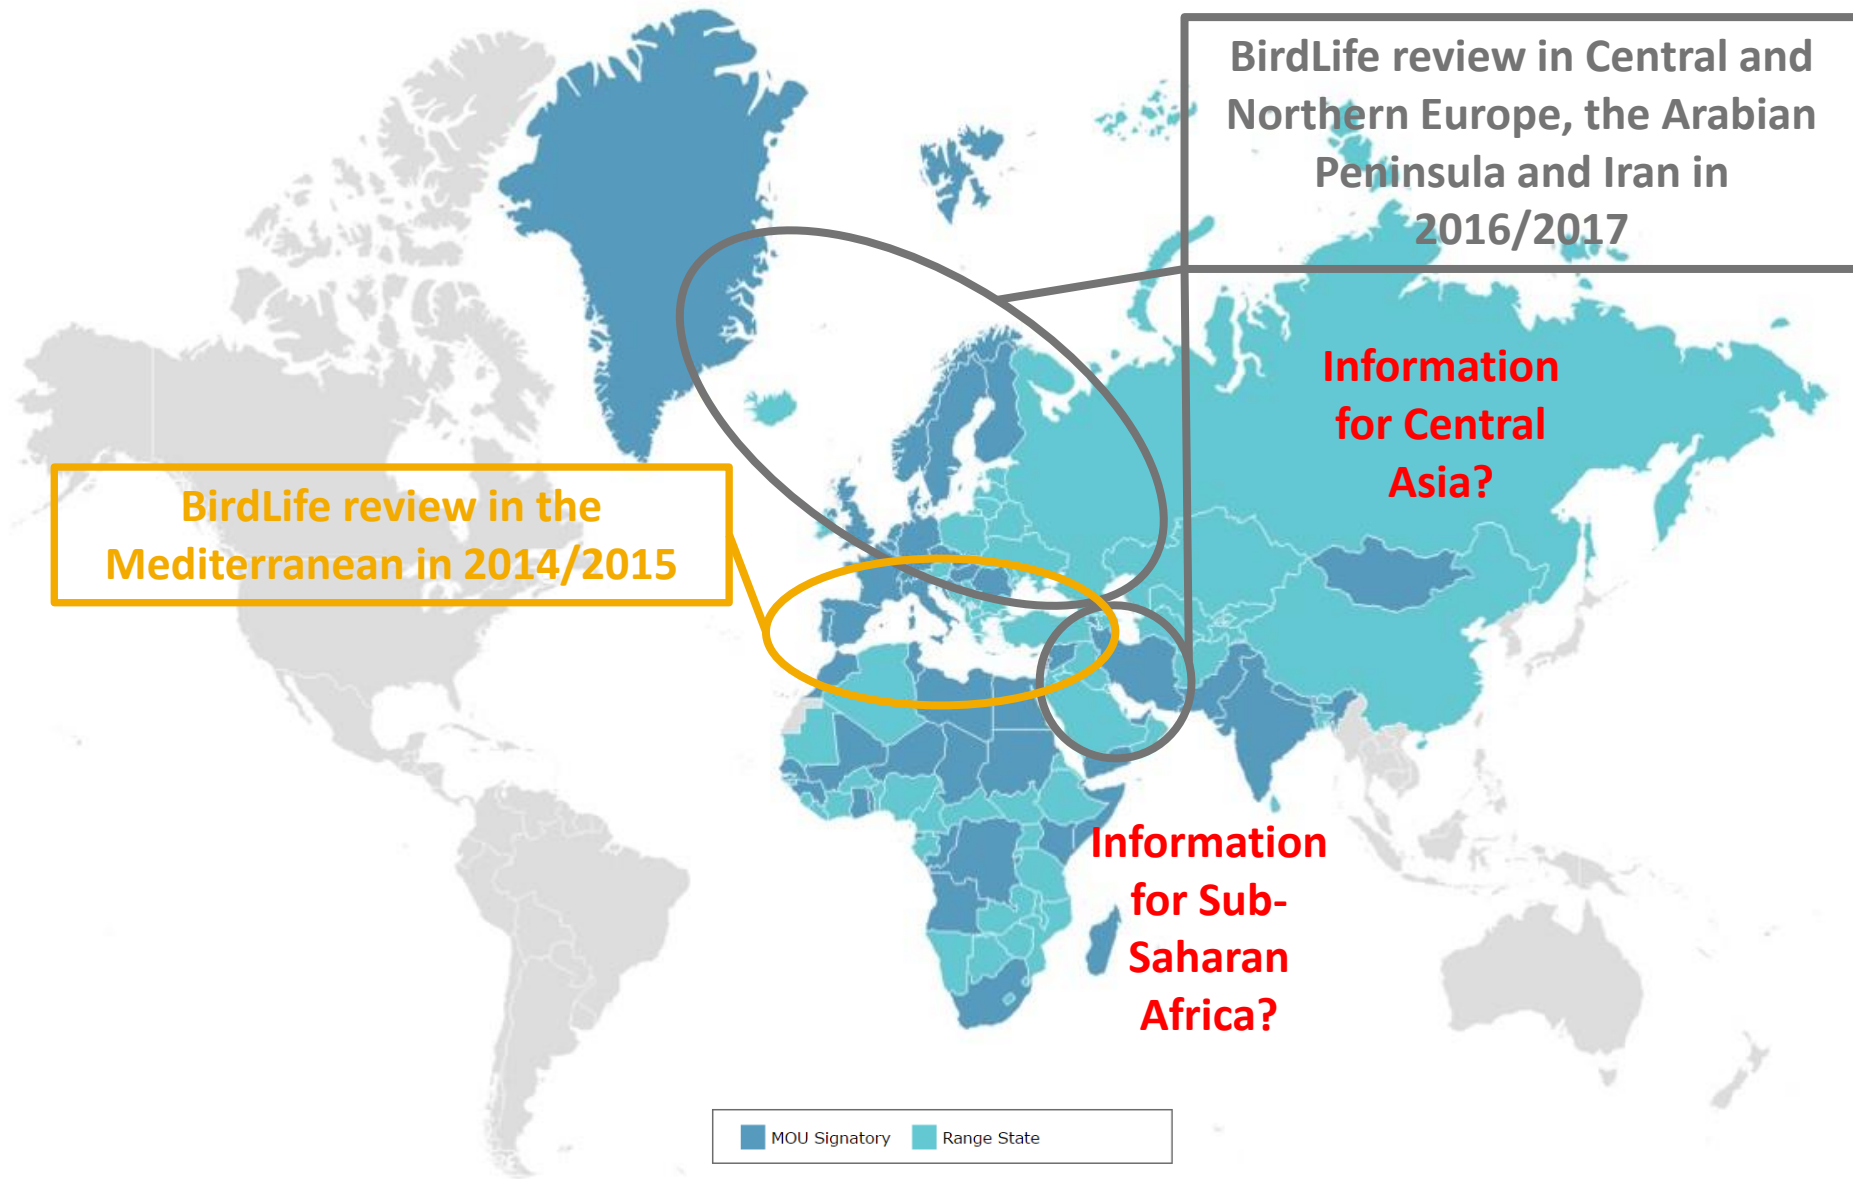 BirdLife review in Central and
Northern Europe, the Arabian
Peninsula and Iran in
2016/2017
Information
for Central
Asia?
BirdLife review in the
Mediterranean in 2014/2015
Information
for Sub-
Saharan
Africa?
MOU Signatory
Range State